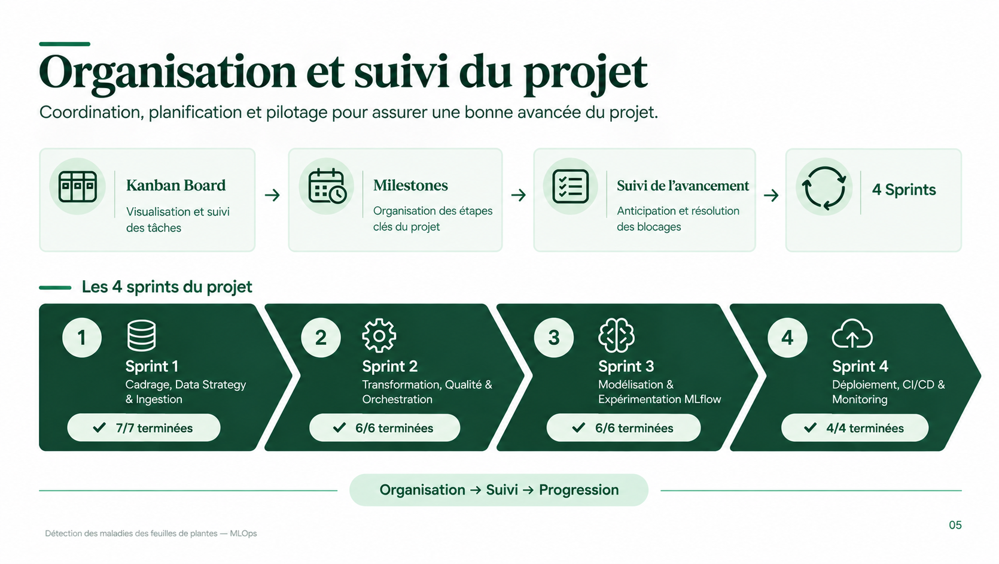 Organisation et suivi du projet
Coordination, planification et pilotage pour assurer une bonne avancée du projet.
Kanban Board
Visualisation et suivi
des tâches
→
Milestones
Organisation des étapes
clés du projet
→
Suivi de l’avancement
Anticipation et résolution
des blocages
→
4 Sprints
Les 4 sprints du projet
1
Sprint 1
Cadrage, Data Strategy
& Ingestion
✓ 7/7 terminées
2
Sprint 2
Transformation, Qualité &
Orchestration
✓ 6/6 terminées
3
Sprint 3
Modélisation &
Expérimentation MLflow
✓ 6/6 terminées
4
Sprint 4
Déploiement, CI/CD &
Monitoring
✓ 4/4 terminées
Organisation → Suivi → Progression
Détection des maladies des feuilles de plantes — MLOps
05